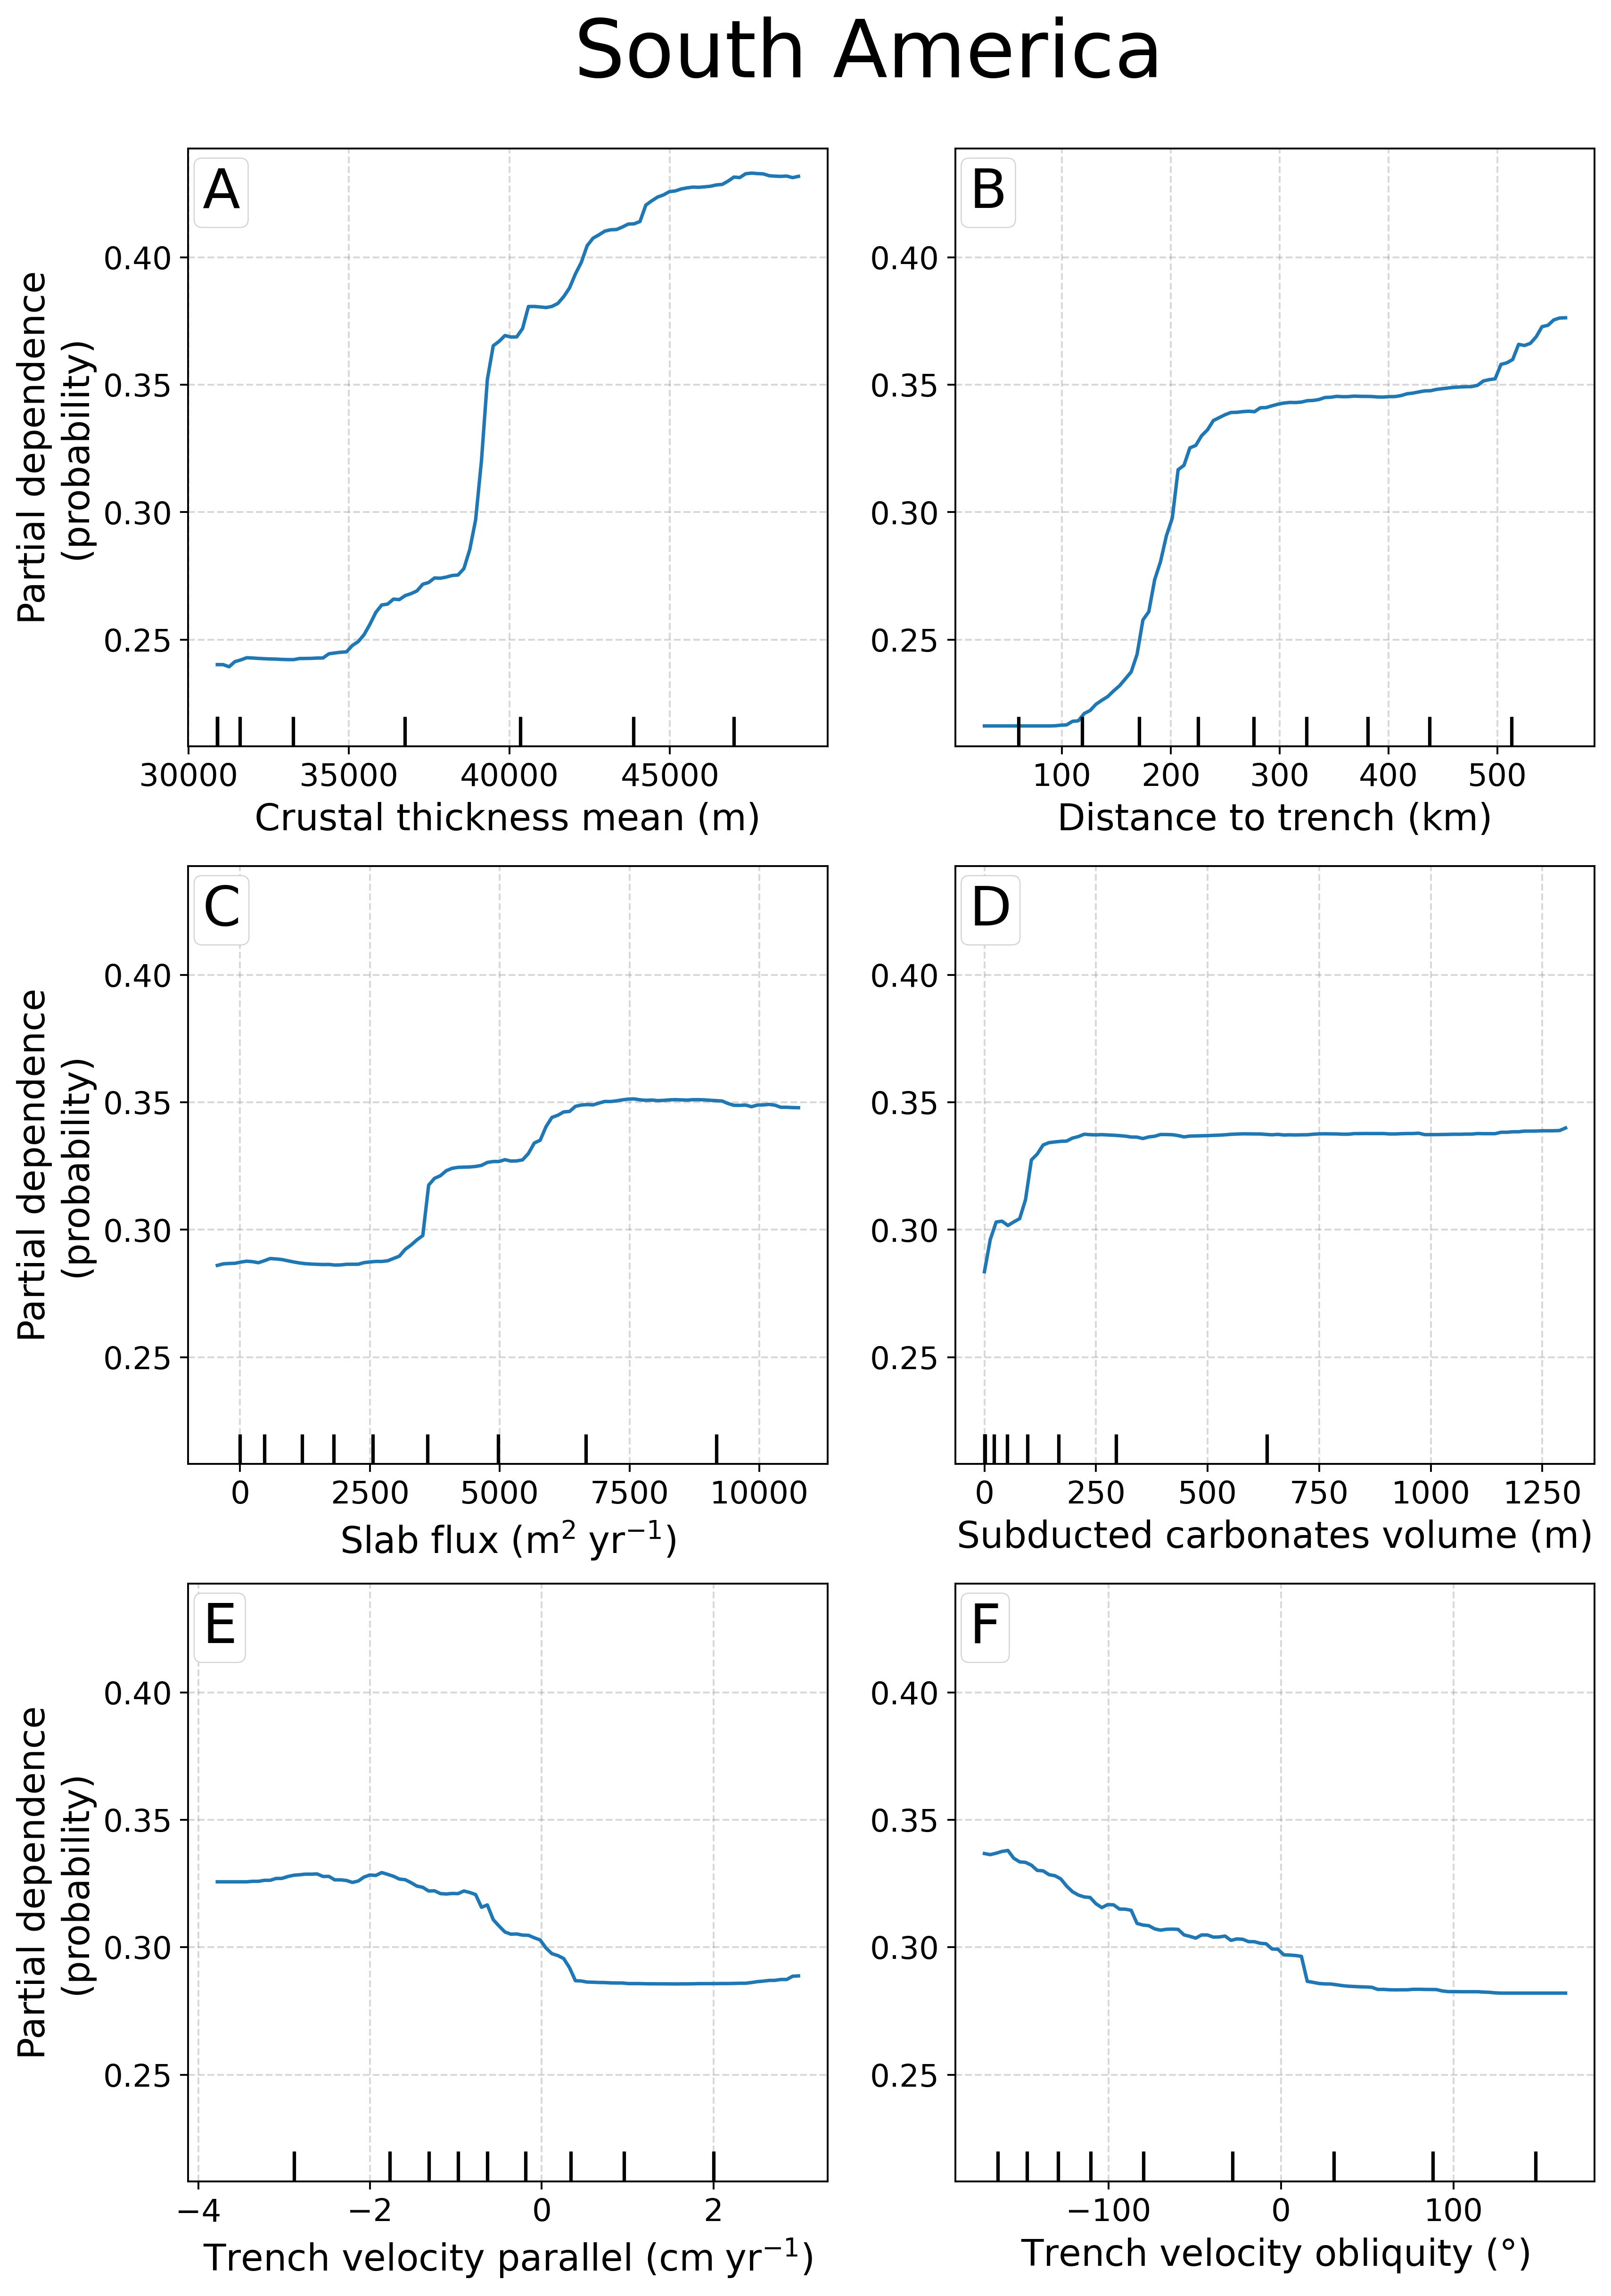 South America
A
B
Partial dependence
(probability)
0.40
0.35
0.30
0.25
30000 35000 40000 45000
Crustal thickness mean (m)
0.40
0.35
0.30
0.25
100 200 300 400 500
Distance to trench (km)
C
D
Partial dependence
(probability)
0.40
0.35
0.30
0.25
0 2500 5000 7500 10000
Slab flux (m² yr⁻¹)
0.40
0.35
0.30
0.25
0 250 500 750 1000 1250
Subducted carbonates volume (m)
E
F
Partial dependence
(probability)
0.40
0.35
0.30
0.25
−4 −2 0 2
Trench velocity parallel (cm yr⁻¹)
0.40
0.35
0.30
0.25
−100 0 100
Trench velocity obliquity (°)